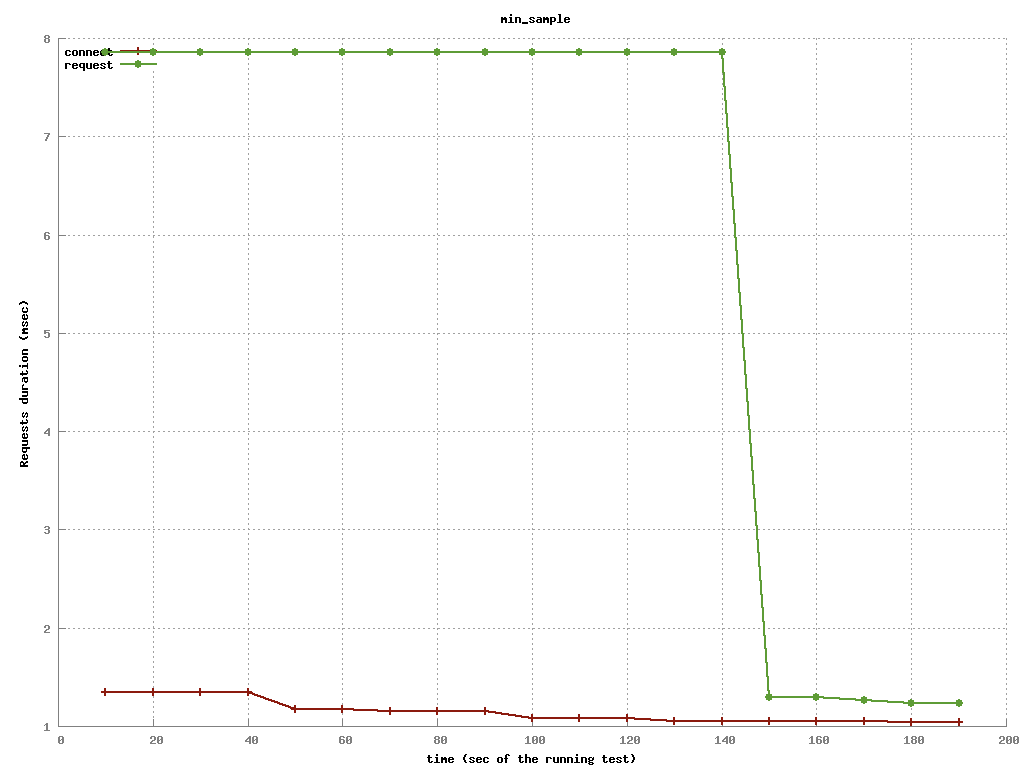 min_sample
8
connect
request
7
6
5
4
3
2
1
Requests duration (msec)
0 20 40 60 80 100 120 140 160 180 200
time (sec of the running test)